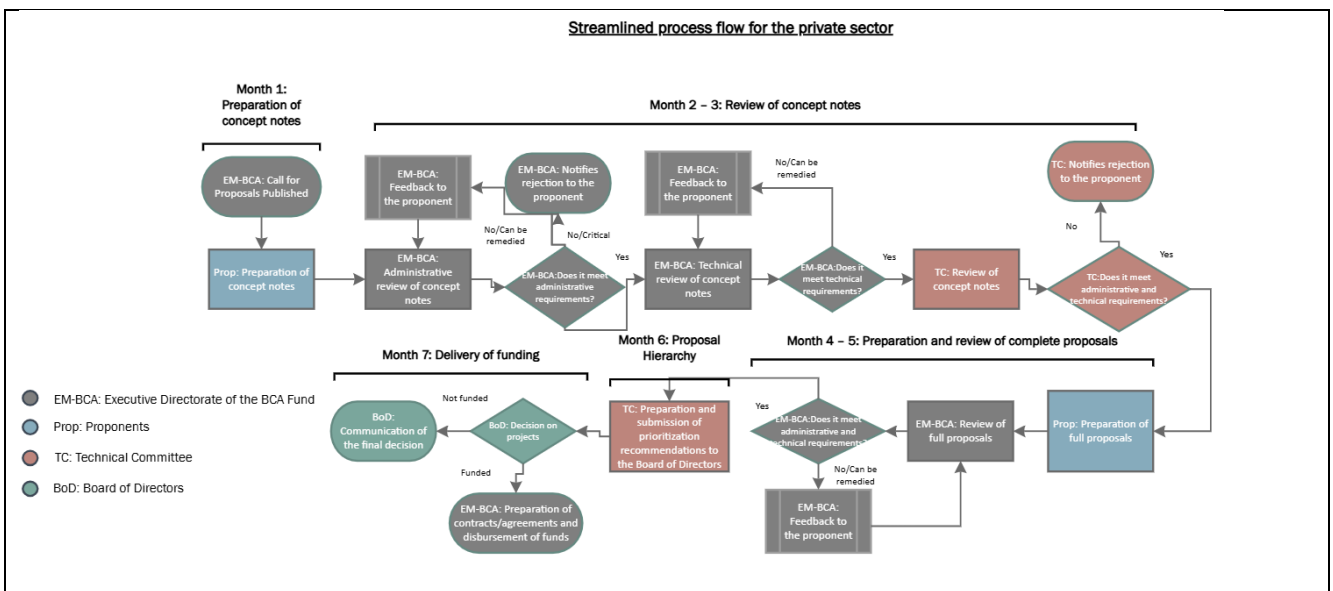 Streamlined process flow for the private sector
Month 1:
Preparation of
concept notes
Month 2 – 3: Review of concept notes
EM-BCA: Call for
Proposals Published
Prop: Preparation of
concept notes
EM-BCA:
Feedback to
the proponent
EM-BCA:
Administrative
review of concept
notes
EM-BCA: Notifies
rejection to the
proponent
No/Can be
remedied
No/Critical
Yes
EM-BCA:Does it meet
administrative
requirements?
EM-BCA:
Feedback to
the proponent
EM-BCA: Technical
review of concept
notes
No/Can be
remedied
EM-BCA:Does it
meet technical
requirements?
Yes
TC: Review of
concept notes
TC: Notifies rejection
to the proponent
No
Yes
TC:Does it meet
administrative and
technical requirements?
Month 7: Delivery of funding
Month 6: Proposal
Hierarchy
Month 4 – 5: Preparation and review of complete proposals
Not funded
BoD:
Communication of
the final decision
BoD: Decision on
projects
Funded
EM-BCA: Preparation of
contracts/agreements and
disbursement of funds
TC: Preparation and
submission of
prioritization
recommendations to
the Board of Directors
Yes
EM-BCA:Does it meet
administrative and
technical requirements?
No/Can be
remedied
EM-BCA:
Feedback to
the proponent
EM-BCA: Review of
full proposals
Prop: Preparation of
full proposals
EM-BCA: Executive Directorate of the BCA Fund
Prop: Proponents
TC: Technical Committee
BoD: Board of Directors